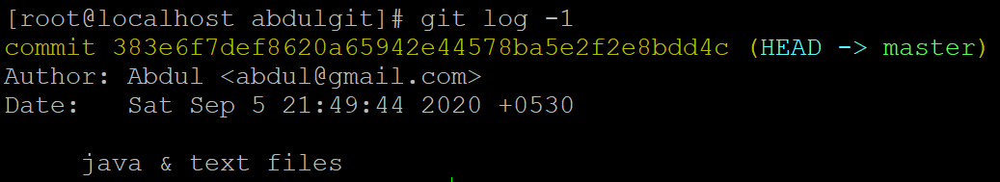 [root@localhost abdulgit]# git log -1
commit 383e6f7def8620a65942e44578ba5e2f2e8bdd4c (HEAD -> master)
Author: Abdul <abdul@gmail.com>
Date:   Sat Sep 5 21:49:44 2020 +0530
java & text files